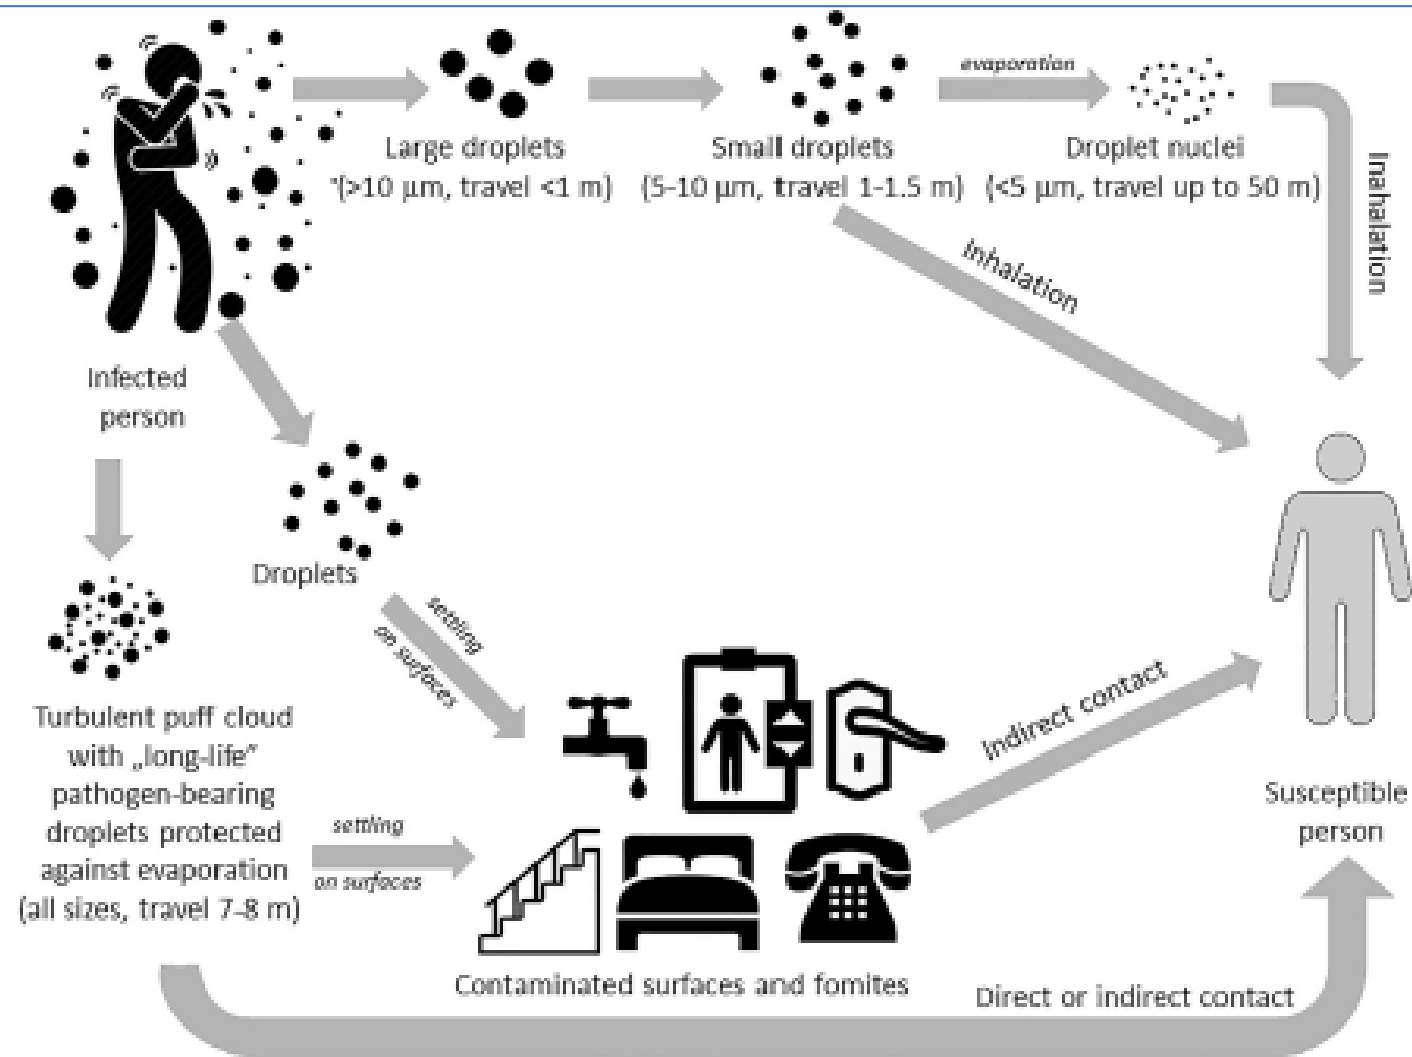 evaporation
Large droplets
"(>10 µm, travel <1 m)
Small droplets
(5-10 µm, travel 1-1.5 m)
Droplet nuclei
(<5 µm, travel up to 50 m)
Inahalation
Inhalation
Infected
person
Droplets
settling
on surfaces
Turbulent puff cloud
with „long-life”
pathogen-bearing
droplets protected
against evaporation
(all sizes, travel 7-8 m)
settling
on surfaces
Indirect contact
Susceptible
person
Contaminated surfaces and fomites
Direct or indirect contact